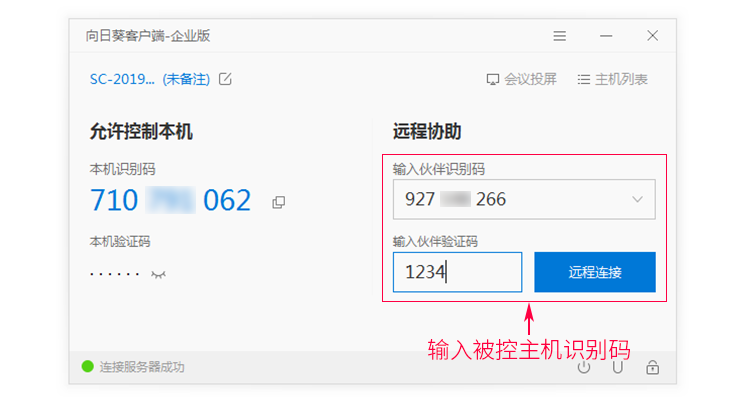 向日葵客户端-企业版
SC-2019... (未备注)
会议投屏
主机列表
允许控制本机
本机识别码
710 062
本机验证码
远程协助
输入伙伴识别码
927 266
输入伙伴验证码
1234
远程连接
输入被控主机识别码
连接服务器成功